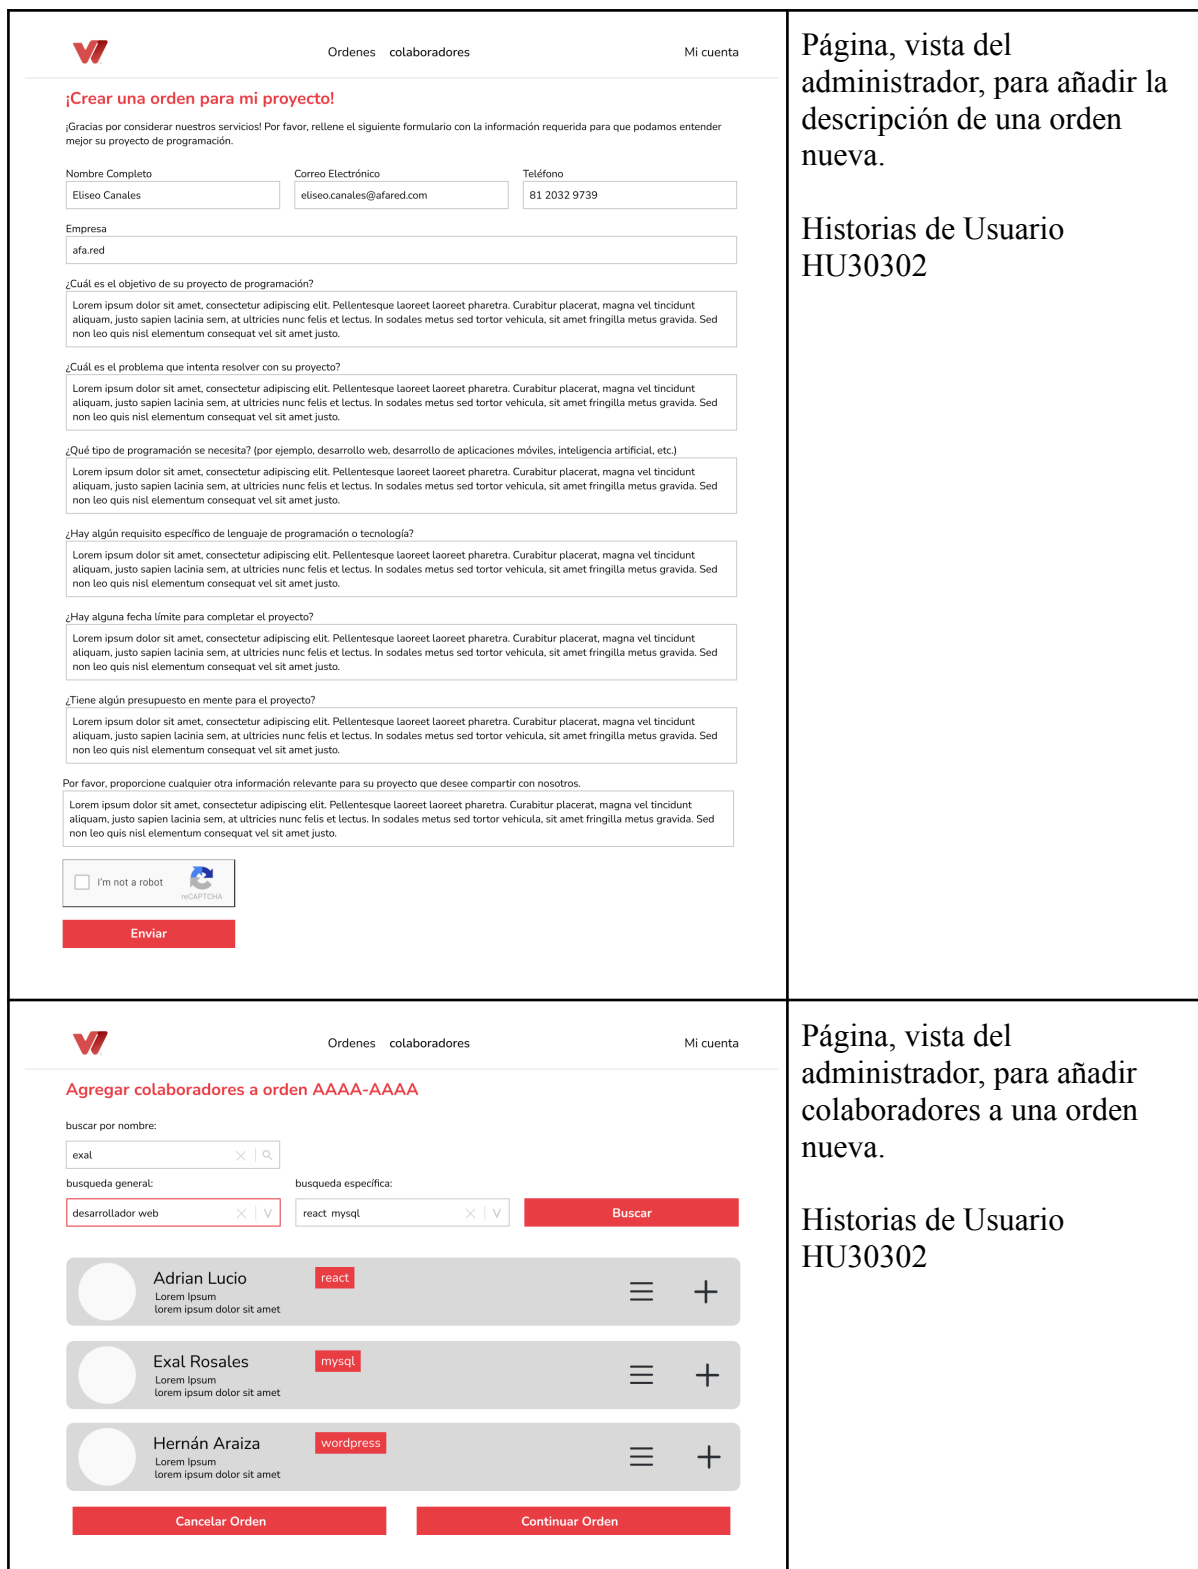 Ordenes colaboradores Mi cuenta
¡Crear una orden para mi proyecto!
¡Gracias por considerar nuestros servicios! Por favor, rellene el siguiente formulario con la información requerida para que podamos entender
mejor su proyecto de programación.
Nombre Completo Correo Electrónico Teléfono
Eliseo Canales eliseo.canales@afared.com 81 2032 9739
Empresa
afa.red
¿Cuál es el objetivo de su proyecto de programación?
Lorem ipsum dolor sit amet, consectetur adipiscing elit. Pellentesque laoreet laoreet pharetra. Curabitur placerat, magna vel tincidunt
aliquam, justo sapien lacinia sem, at ultricies nunc felis et lectus. In sodales metus sed tortor vehicula, sit amet fringilla metus gravida. Sed
non leo quis nisl elementum consequat vel sit amet justo.
¿Cuál es el problema que intenta resolver con su proyecto?
Lorem ipsum dolor sit amet, consectetur adipiscing elit. Pellentesque laoreet laoreet pharetra. Curabitur placerat, magna vel tincidunt
aliquam, justo sapien lacinia sem, at ultricies nunc felis et lectus. In sodales metus sed tortor vehicula, sit amet fringilla metus gravida. Sed
non leo quis nisl elementum consequat vel sit amet justo.
¿Qué tipo de programación se necesita? (por ejemplo, desarrollo web, desarrollo de aplicaciones móviles, inteligencia artificial, etc.)
Lorem ipsum dolor sit amet, consectetur adipiscing elit. Pellentesque laoreet laoreet pharetra. Curabitur placerat, magna vel tincidunt
aliquam, justo sapien lacinia sem, at ultricies nunc felis et lectus. In sodales metus sed tortor vehicula, sit amet fringilla metus gravida. Sed
non leo quis nisl elementum consequat vel sit amet justo.
¿Hay algún requisito específico de lenguaje de programación o tecnología?
Lorem ipsum dolor sit amet, consectetur adipiscing elit. Pellentesque laoreet laoreet pharetra. Curabitur placerat, magna vel tincidunt
aliquam, justo sapien lacinia sem, at ultricies nunc felis et lectus. In sodales metus sed tortor vehicula, sit amet fringilla metus gravida. Sed
non leo quis nisl elementum consequat vel sit amet justo.
¿Hay alguna fecha límite para completar el proyecto?
Lorem ipsum dolor sit amet, consectetur adipiscing elit. Pellentesque laoreet laoreet pharetra. Curabitur placerat, magna vel tincidunt
aliquam, justo sapien lacinia sem, at ultricies nunc felis et lectus. In sodales metus sed tortor vehicula, sit amet fringilla metus gravida. Sed
non leo quis nisl elementum consequat vel sit amet justo.
¿Tiene algún presupuesto en mente para el proyecto?
Lorem ipsum dolor sit amet, consectetur adipiscing elit. Pellentesque laoreet laoreet pharetra. Curabitur placerat, magna vel tincidunt
aliquam, justo sapien lacinia sem, at ultricies nunc felis et lectus. In sodales metus sed tortor vehicula, sit amet fringilla metus gravida. Sed
non leo quis nisl elementum consequat vel sit amet justo.
Por favor, proporcione cualquier otra información relevante para su proyecto que desee compartir con nosotros.
Lorem ipsum dolor sit amet, consectetur adipiscing elit. Pellentesque laoreet laoreet pharetra. Curabitur placerat, magna vel tincidunt
aliquam, justo sapien lacinia sem, at ultricies nunc felis et lectus. In sodales metus sed tortor vehicula, sit amet fringilla metus gravida. Sed
non leo quis nisl elementum consequat vel sit amet justo.
I'm not a robot
reCAPTCHA
Enviar
Página, vista del
administrador, para añadir la
descripción de una orden
nueva.
Historias de Usuario
HU30302
Ordenes colaboradores Mi cuenta
Agregar colaboradores a orden AAAA-AAAA
buscar por nombre:
exal
busqueda general: busqueda específica:
desarrollador web V react mysql V Buscar
Adrian Lucio react
Lorem Ipsum
lorem ipsum dolor sit amet
Exal Rosales mysql
Lorem Ipsum
lorem ipsum dolor sit amet
Hernán Araiza wordpress
Lorem Ipsum
lorem ipsum dolor sit amet
Cancelar Orden Continuar Orden
Página, vista del
administrador, para añadir
colaboradores a una orden
nueva.
Historias de Usuario
HU30302